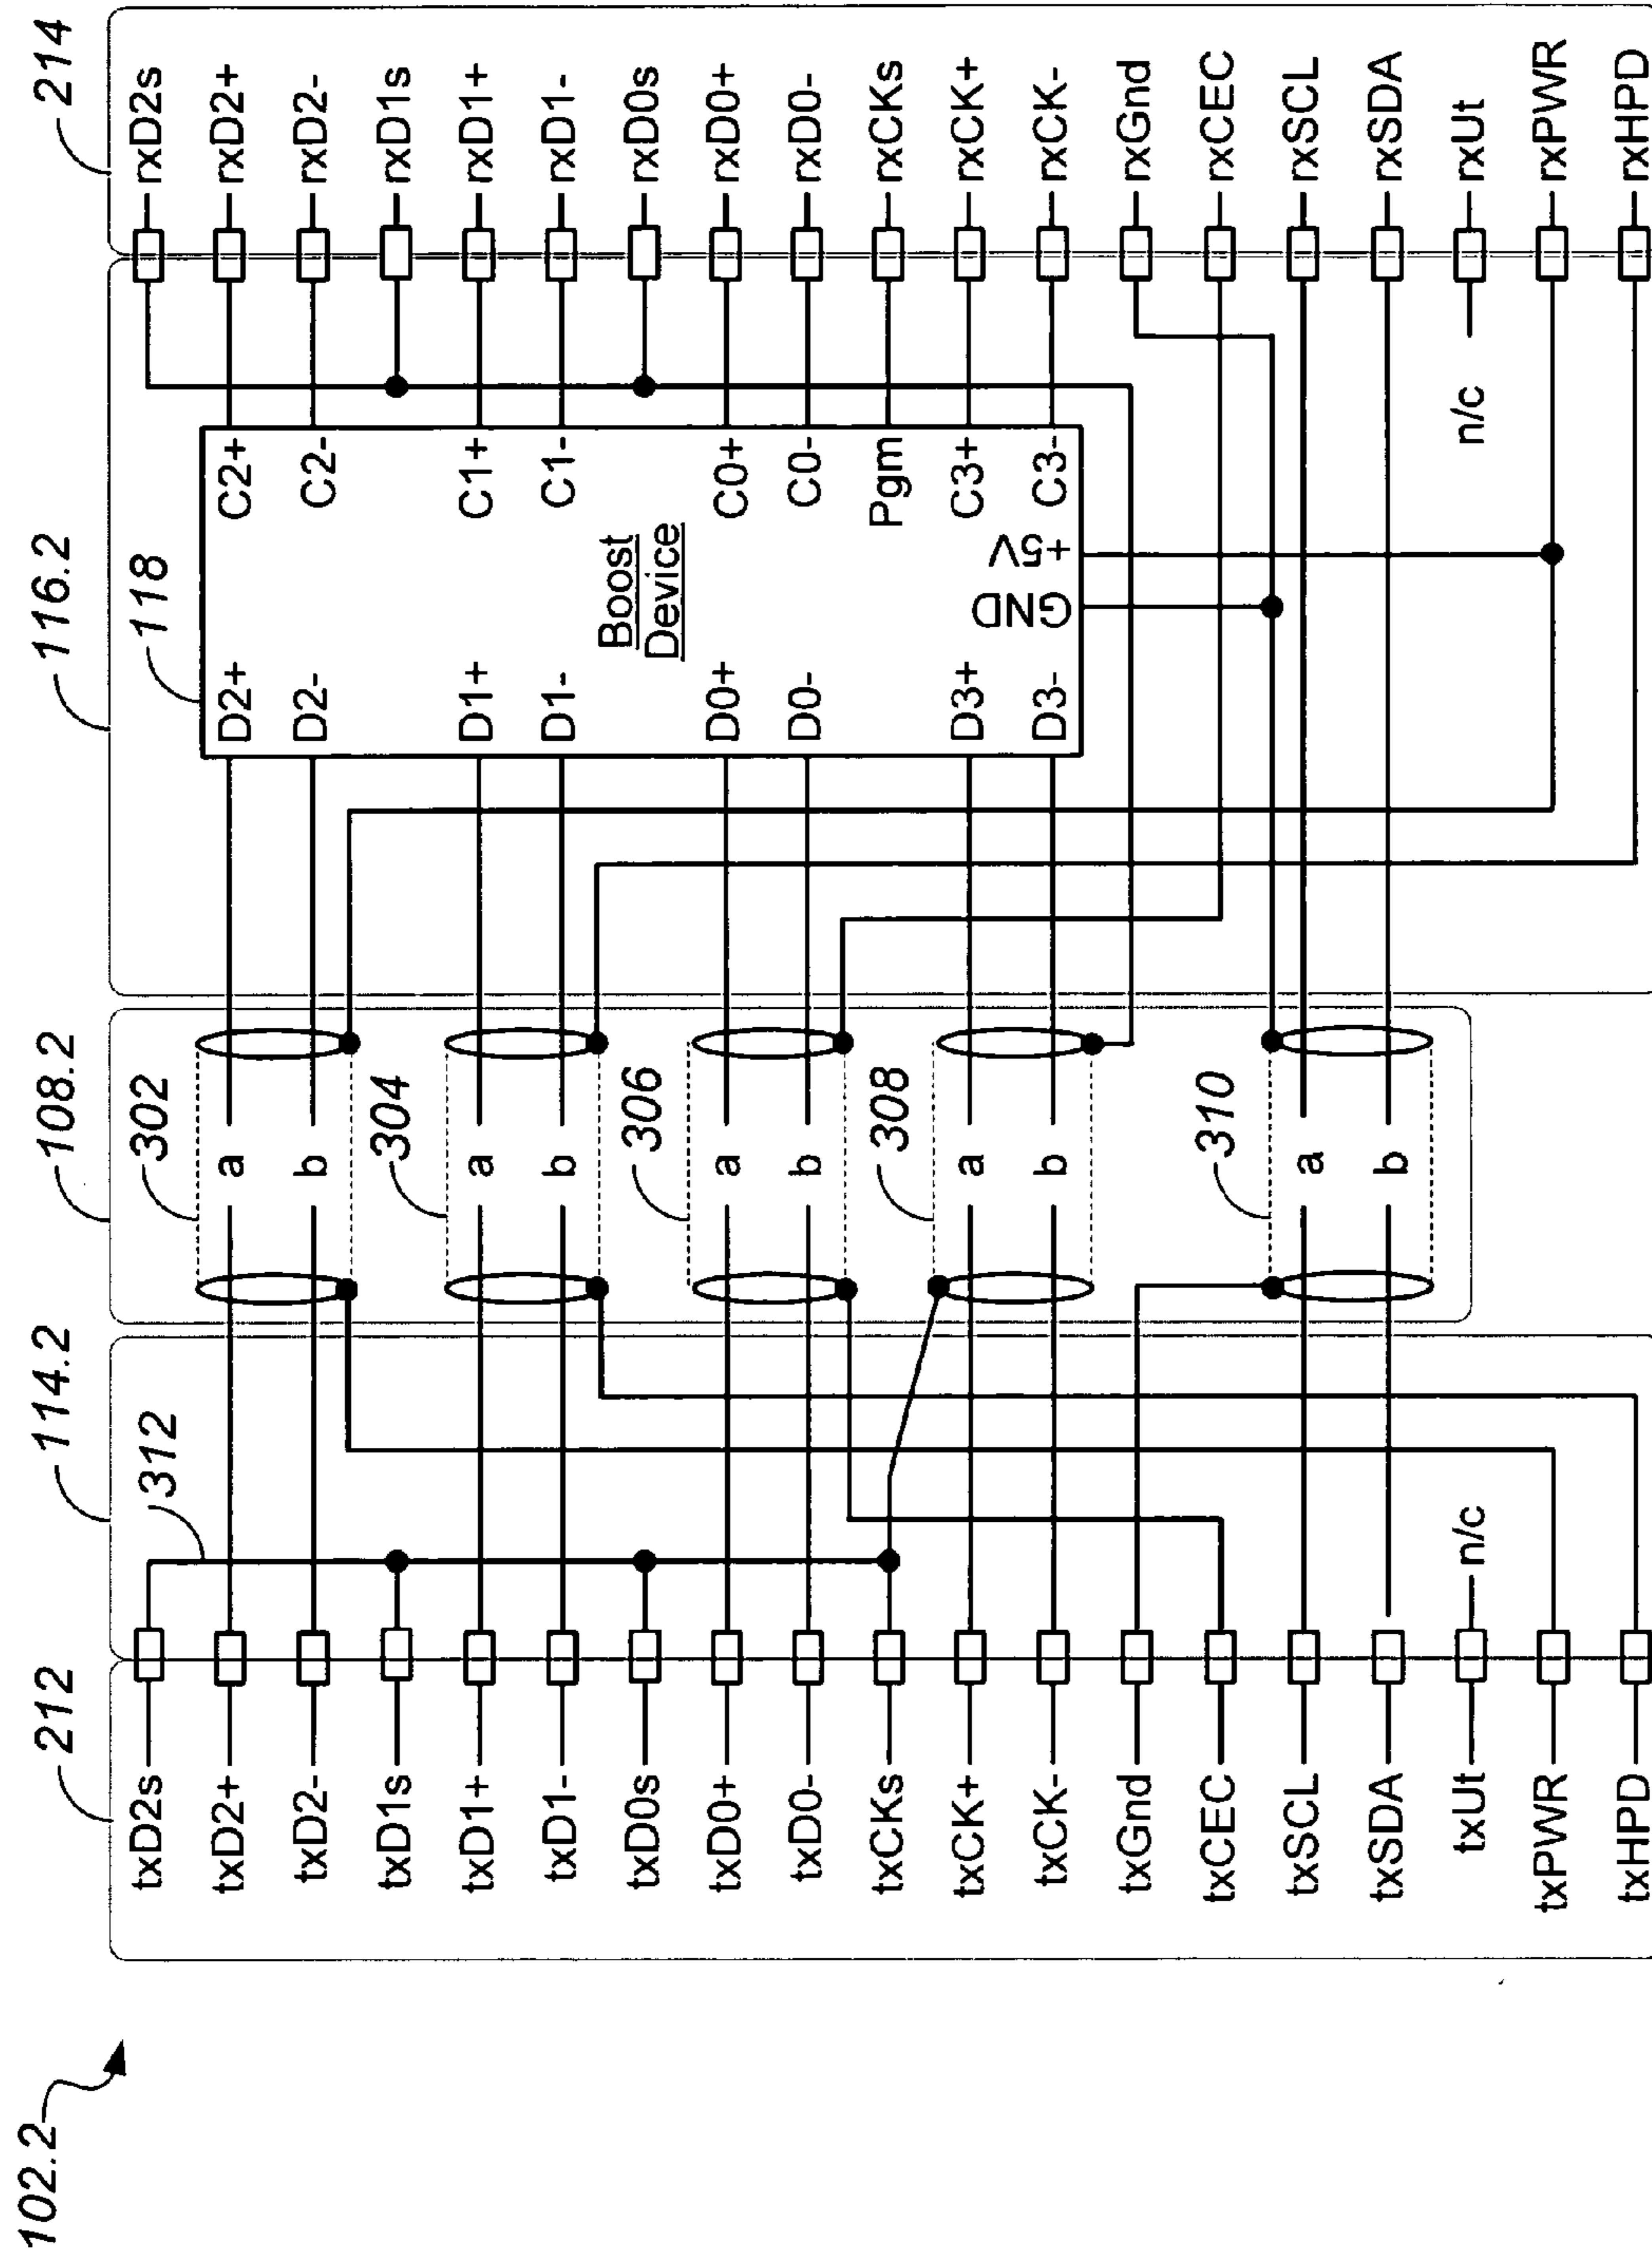 102.2
212
114.2
108.2
116.2
214
312
302
118
304
306
308
310
txD2s
txD2+
txD2-
txD1s
txD1+
txD1-
txD0s
txD0+
txD0-
txCKs
txCK+
txCK-
txGnd
txCEC
txSCL
txSDA
txUt
txPWR
txHPD
n/c
a
b
a
b
a
b
a
b
a
b
D2+
D2-
D1+
D1-
D0+
D0-
D3+
D3-
Boost
Device
GND
+5V
C2+
C2-
C1+
C1-
C0+
C0-
Pgm
C3+
C3-
n/c
rxD2s
rxD2+
rxD2-
rxD1s
rxD1+
rxD1-
rxD0s
rxD0+
rxD0-
rxCKs
rxCK+
rxCK-
rxGnd
rxCEC
rxSCL
rxSDA
rxUt
rxPWR
rxHPD